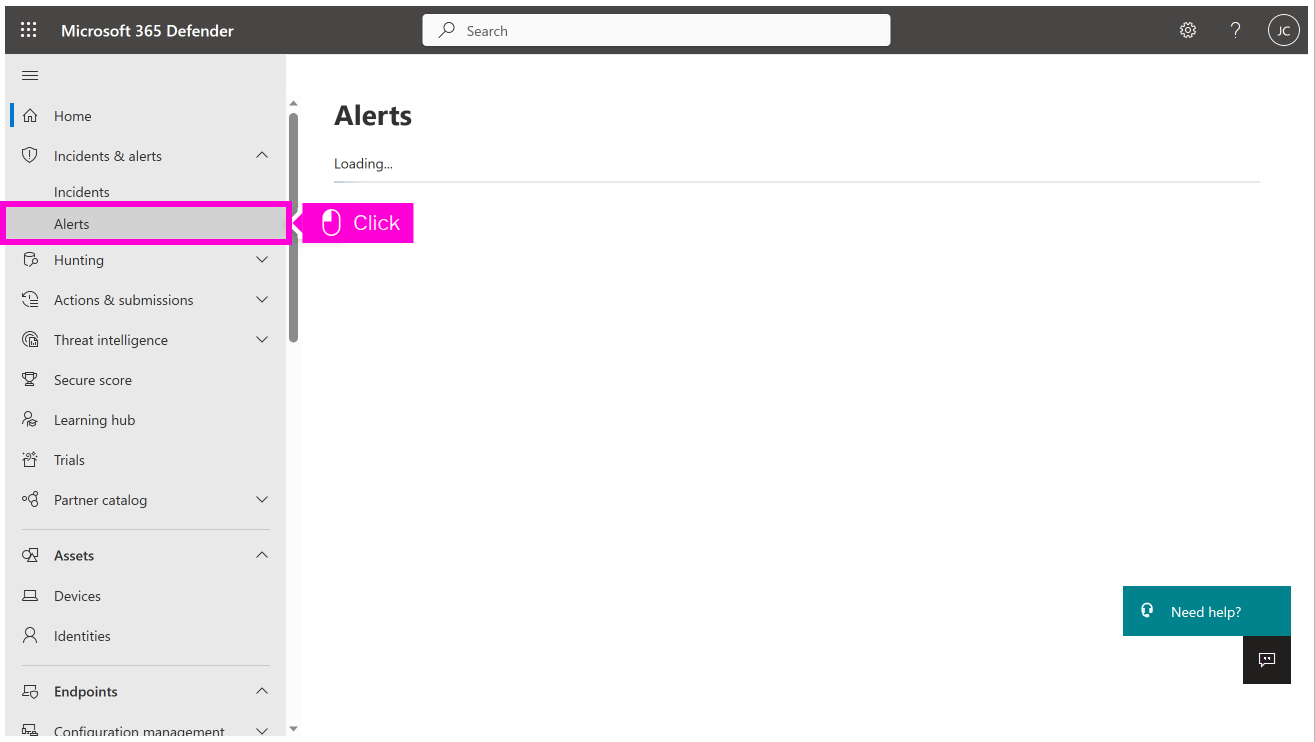 Microsoft 365 Defender
Search
?
JC
Home
Incidents & alerts
Incidents
Alerts
Hunting
Actions & submissions
Threat intelligence
Secure score
Learning hub
Trials
Partner catalog
Assets
Devices
Identities
Endpoints
Configuration management
Alerts
Loading...
Click
Need help?